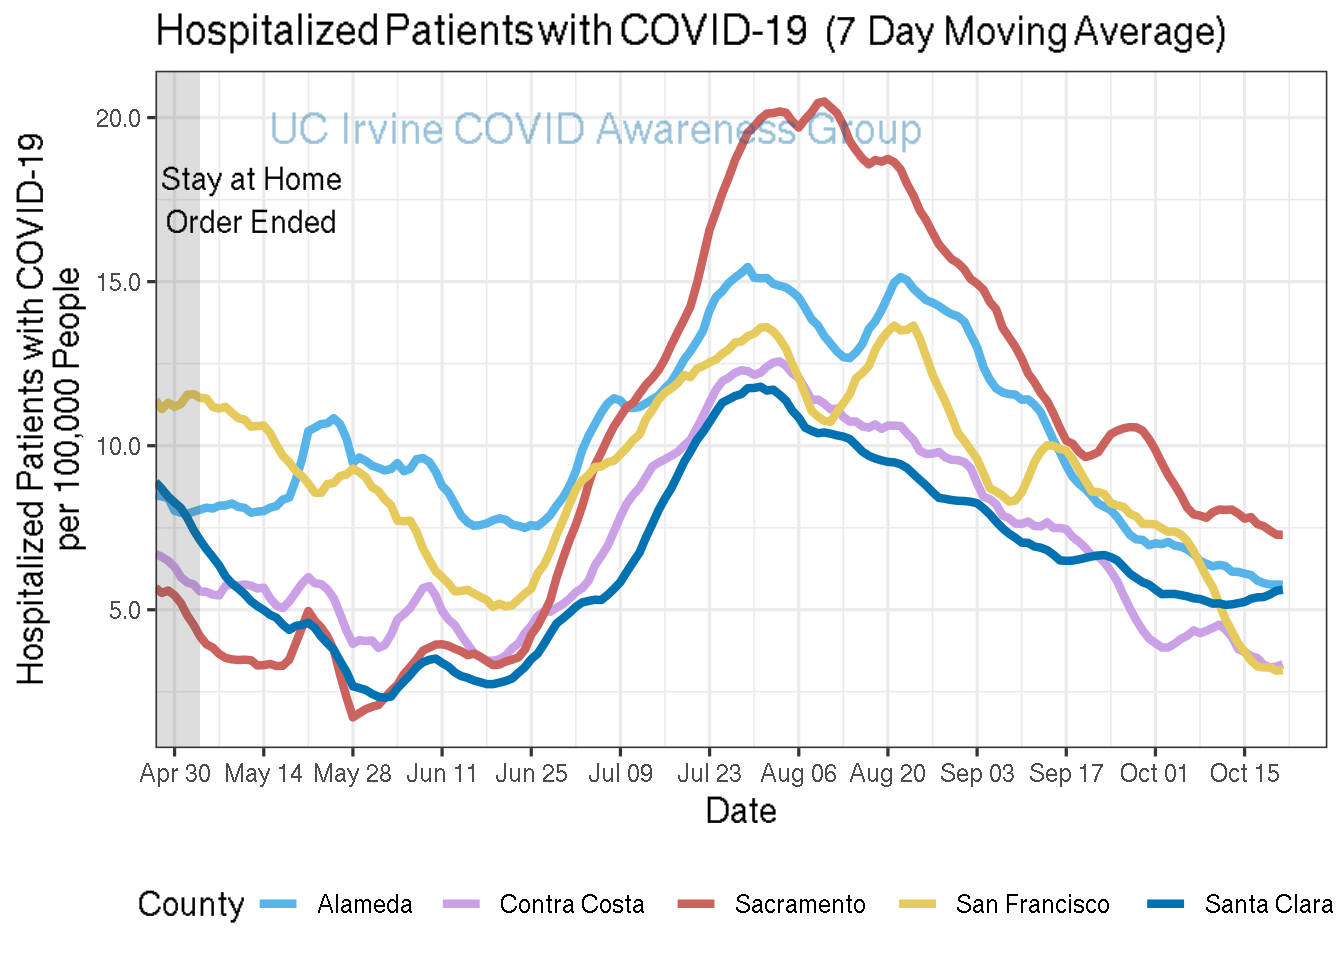 Hospitalized Patients with COVID-19 (7 Day Moving Average)
UC Irvine COVID Awareness Group
Stay at Home
Order Ended
Hospitalized Patients with COVID-19
per 100,000 People
20.0
15.0
10.0
5.0
Apr 30 May 14 May 28 Jun 11 Jun 25 Jul 09 Jul 23 Aug 06 Aug 20 Sep 03 Sep 17 Oct 01 Oct 15
Date
County Alameda Contra Costa Sacramento San Francisco Santa Clara